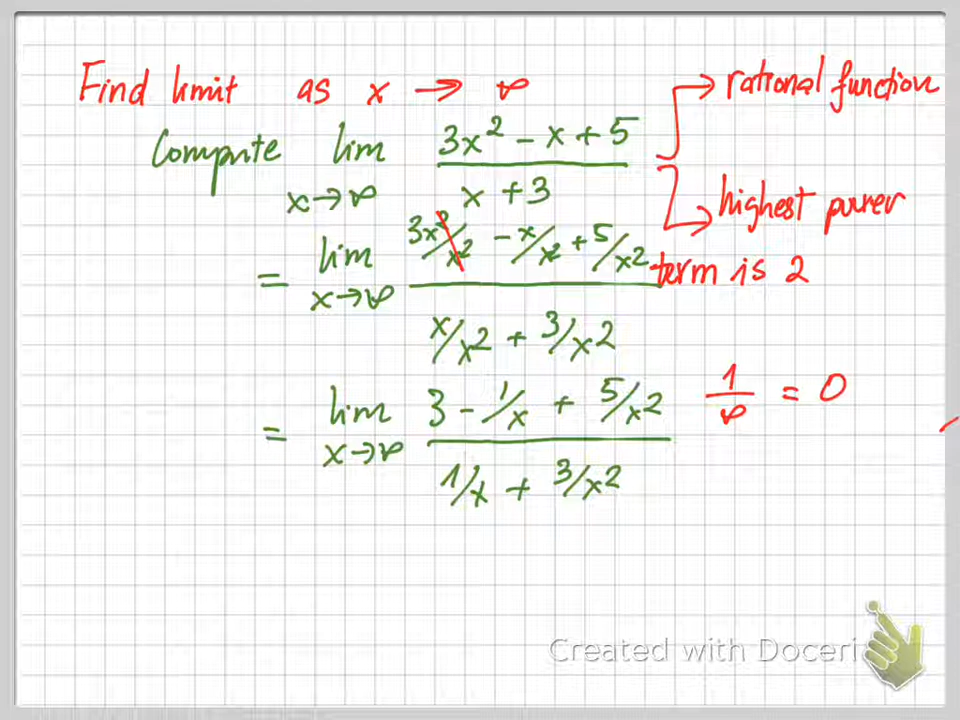 Find limit as x → ∞
→ rational function
Compute lim x→∞ (3x² - x + 5) / (x + 3)
→ highest power term is 2
= lim x→∞ (3x²/x² - x/x² + 5/x²) / (x/x² + 3/x²)
= lim x→∞ (3 - 1/x + 5/x²) / (1/x + 3/x²)
1/∞ = 0
Created with Doceri